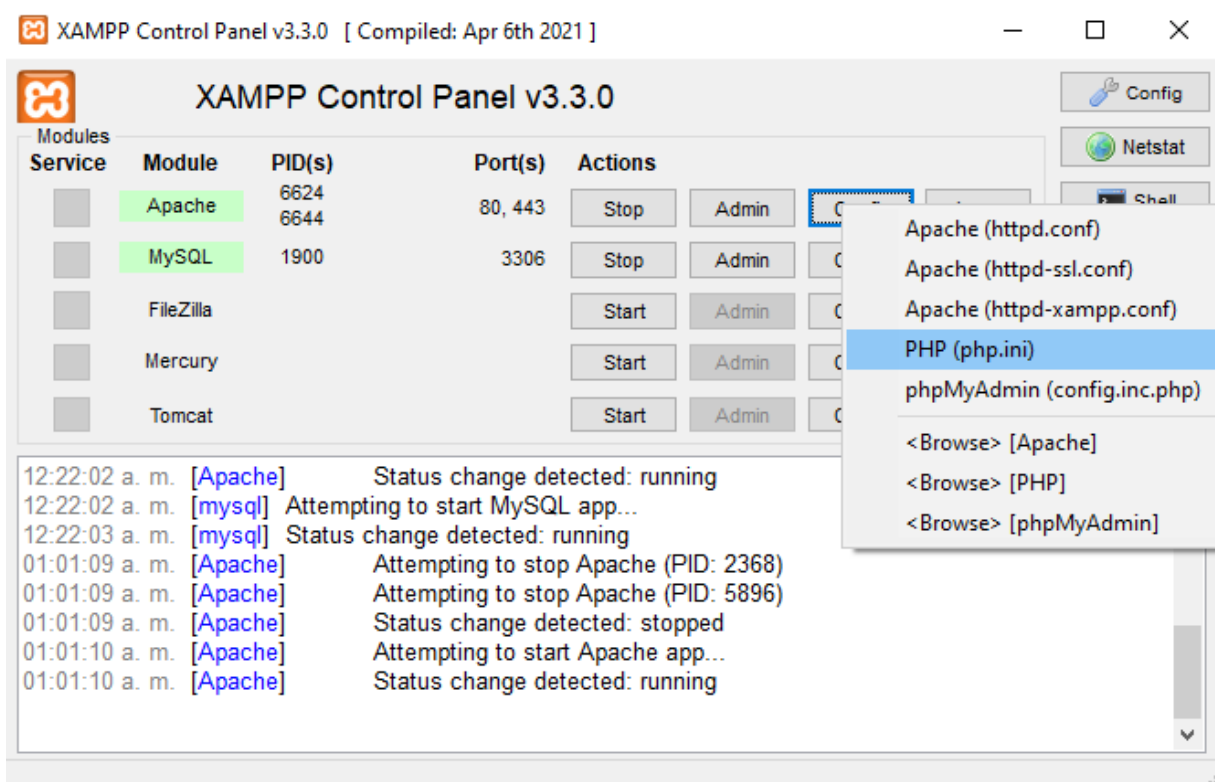 XAMPP Control Panel v3.3.0 [ Compiled: Apr 6th 2021 ]
XAMPP Control Panel v3.3.0
Config
Modules
Netstat
Service Module PID(s) Port(s) Actions
Shell
Apache 6624 6644 80, 443 Stop Admin
MySQL 1900 3306 Stop Admin
FileZilla Start Admin
Mercury Start Admin
Tomcat Start Admin
Apache (httpd.conf)
Apache (httpd-ssl.conf)
Apache (httpd-xampp.conf)
PHP (php.ini)
phpMyAdmin (config.inc.php)
<Browse> [Apache]
<Browse> [PHP]
<Browse> [phpMyAdmin]
12:22:02 a. m. [Apache] Status change detected: running
12:22:02 a. m. [mysql] Attempting to start MySQL app...
12:22:03 a. m. [mysql] Status change detected: running
01:01:09 a. m. [Apache] Attempting to stop Apache (PID: 2368)
01:01:09 a. m. [Apache] Attempting to stop Apache (PID: 5896)
01:01:09 a. m. [Apache] Status change detected: stopped
01:01:10 a. m. [Apache] Attempting to start Apache app...
01:01:10 a. m. [Apache] Status change detected: running